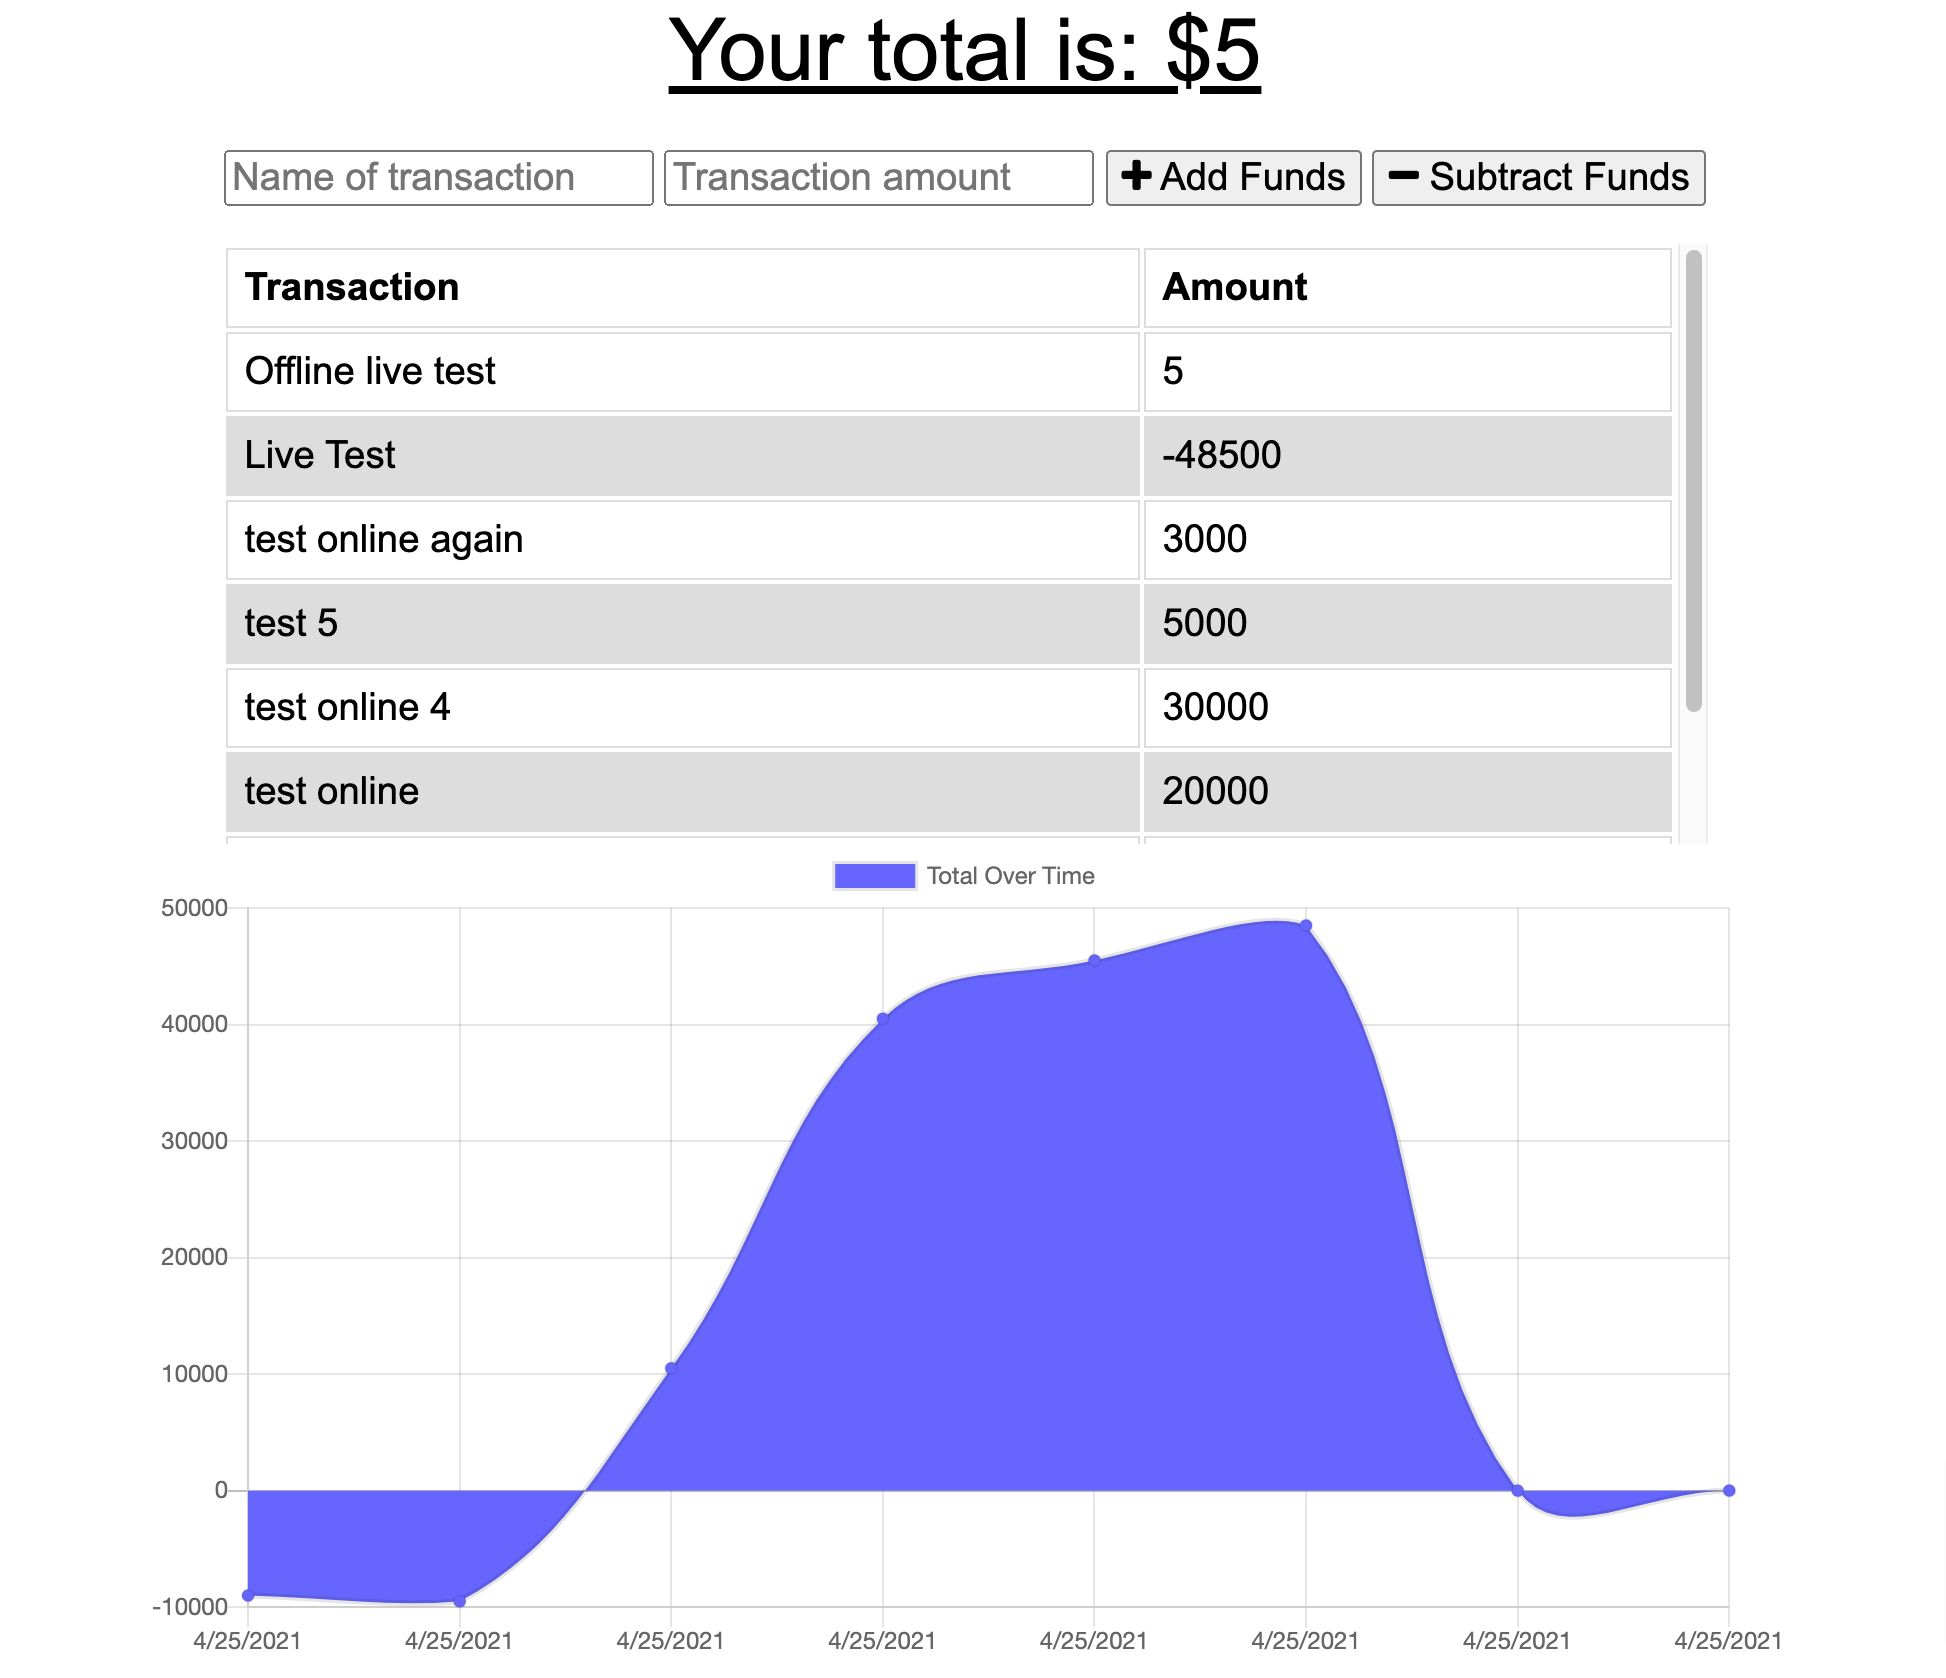 Your total is: $5
Name of transaction Transaction amount + Add Funds − Subtract Funds
Transaction Amount
Offline live test 5
Live Test -48500
test online again 3000
test 5 5000
test online 4 30000
test online 20000
Total Over Time
50000
40000
30000
20000
10000
0
-10000
4/25/2021 4/25/2021 4/25/2021 4/25/2021 4/25/2021 4/25/2021 4/25/2021 4/25/2021